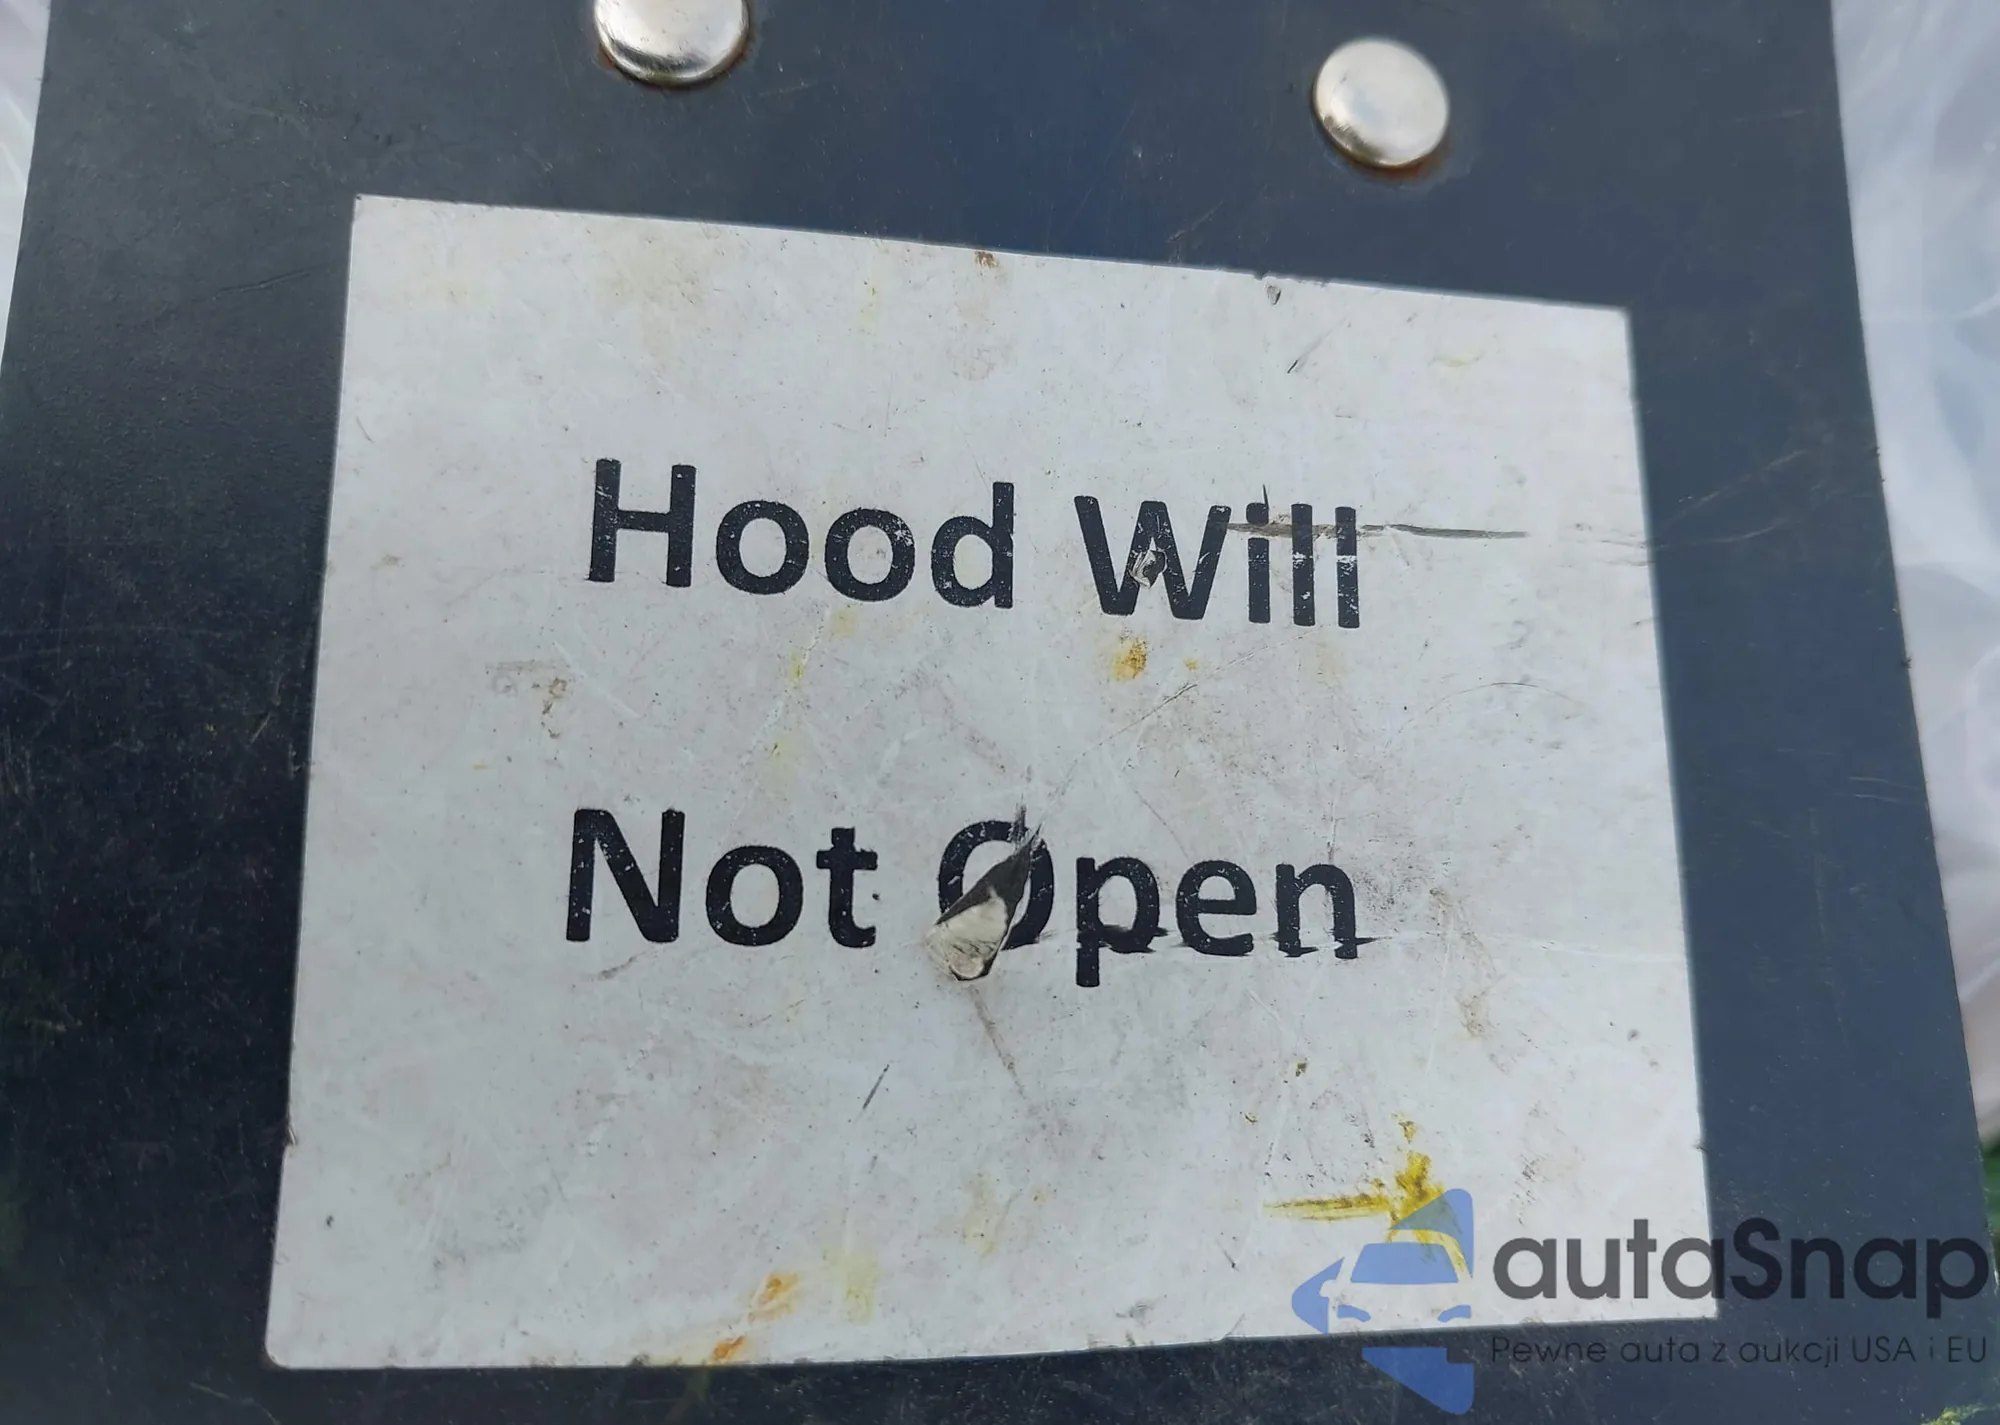 Hood Will
Not Open
autaSnap
Pewne auta z aukcji USA i EU